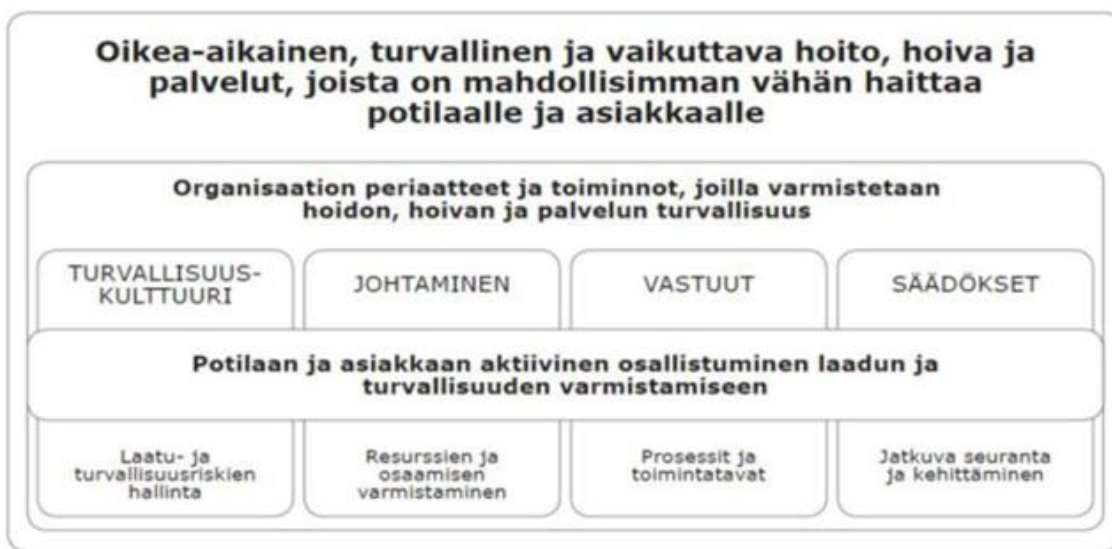 Oikea-aikainen, turvallinen ja vaikuttava hoito, hoiva ja
palvelut, joista on mahdollisimman vähän haittaa
potilaalle ja asiakkaalle
Organisaation periaatteet ja toiminnot, joilla varmistetaan
hoidon, hoivan ja palvelun turvallisuus
TURVALLISUUS-
KULTTUURI
JOHTAMINEN
VASTUUT
SÄÄDÖKSET
Potilaan ja asiakkaan aktiivinen osallistuminen laadun ja
turvallisuuden varmistamiseen
Laatu- ja
turvallisuusriskien
hallinta
Resurssien ja
osaamisen
varmistaminen
Prosessit ja
toimintatavat
Jatkuva seuranta
ja kehittäminen